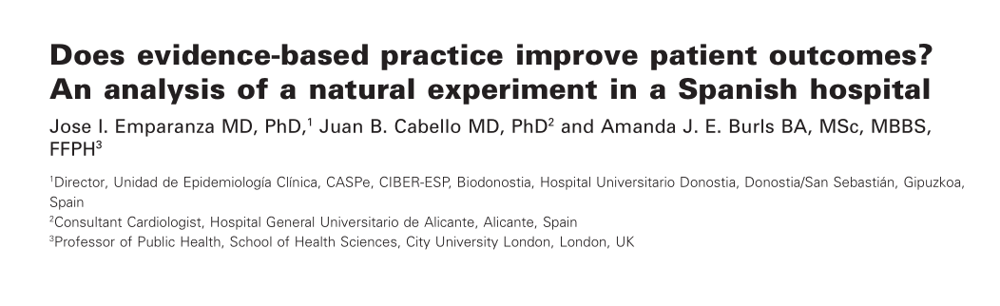 Does evidence-based practice improve patient outcomes?
An analysis of a natural experiment in a Spanish hospital
Jose I. Emparanza MD, PhD,¹ Juan B. Cabello MD, PhD² and Amanda J. E. Burls BA, MSc, MBBS,
FFPH³
¹Director, Unidad de Epidemiología Clínica, CASPe, CIBER-ESP, Biodonostia, Hospital Universitario Donostia, Donostia/San Sebastián, Gipuzkoa,
Spain
²Consultant Cardiologist, Hospital General Universitario de Alicante, Alicante, Spain
³Professor of Public Health, School of Health Sciences, City University London, London, UK